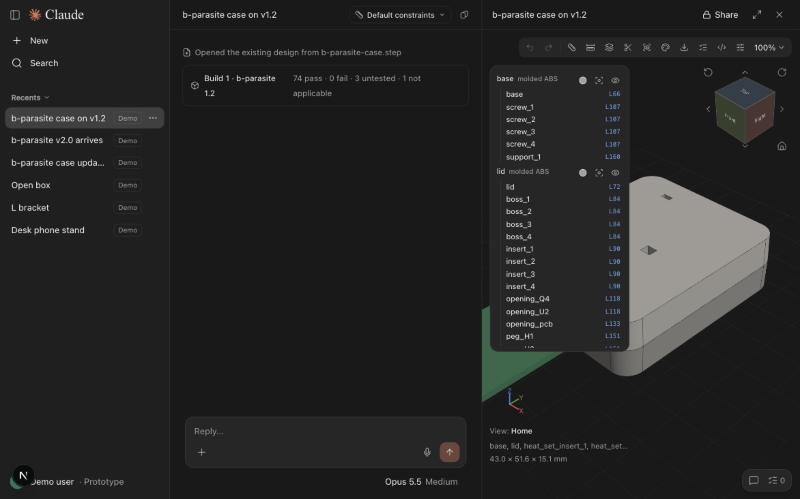 Claude
New
Search
Recents
b-parasite case on v1.2 Demo
b-parasite v2.0 arrives Demo
b-parasite case upda... Demo
Open box Demo
L bracket Demo
Desk phone stand Demo
N
Demo user · Prototype
b-parasite case on v1.2
Default constraints
Opened the existing design from b-parasite-case.step
Build 1 · b-parasite 1.2
74 pass · 0 fail · 3 untested · 1 not applicable
Reply...
Opus 5.5 Medium
b-parasite case on v1.2
Share
100%
base molded ABS
base L66
screw_1 L107
screw_2 L107
screw_3 L107
screw_4 L107
support_1 L160
lid molded ABS
lid L72
boss_1 L84
boss_2 L84
boss_3 L84
boss_4 L84
insert_1 L90
insert_2 L90
insert_3 L90
insert_4 L90
opening_Q4 L118
opening_U2 L118
opening_pcb L133
peg_H1 L151
Z
Y
X
View: Home
base, lid, heat_set_insert_1, heat_set...
43.0 × 51.6 × 15.1 mm
0